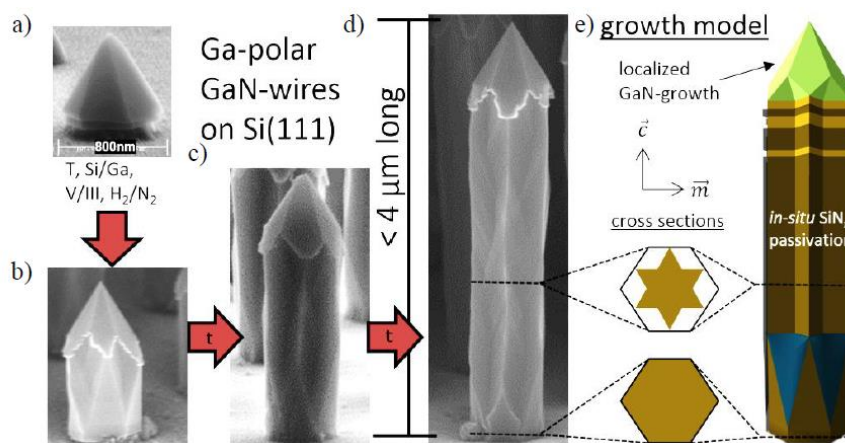 a)
800nm
T, Si/Ga,
V/III, H₂/N₂
b)
Ga-polar
GaN-wires
on Si(111)
c)
t
t
d)
< 4 µm long
e)
growth model
localized
GaN-growth
c
m
cross sections
in-situ SiNₓ
passivation